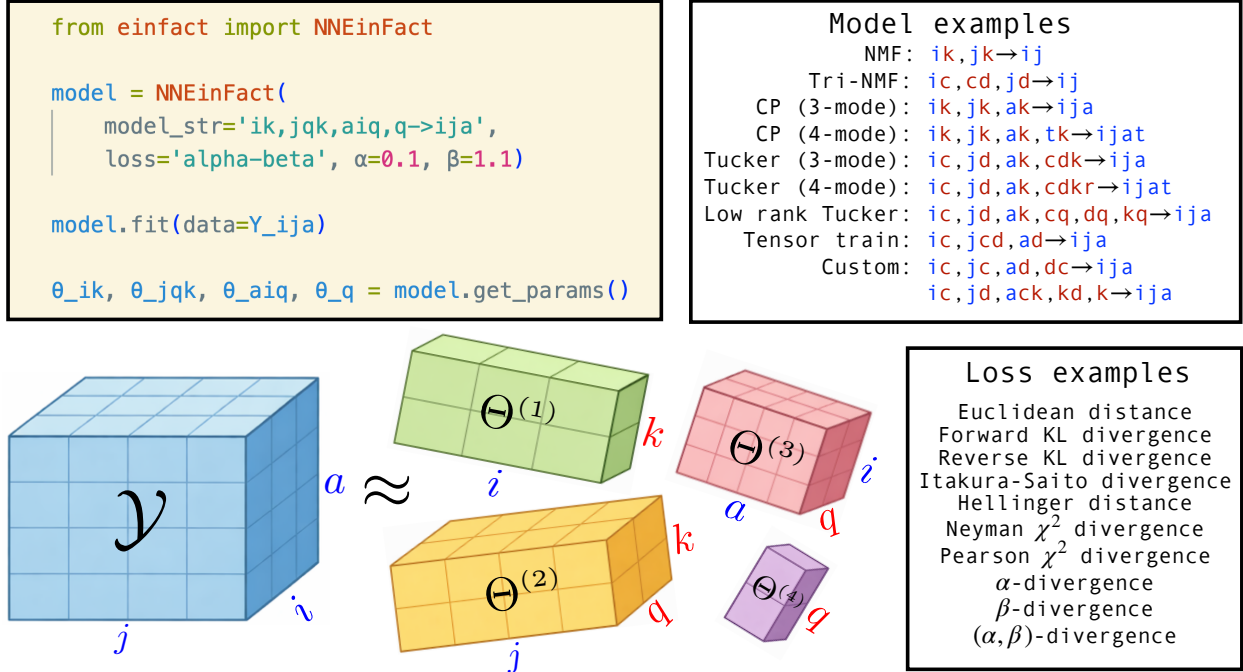 from einfact import NNEinFact
model = NNEinFact(
model_str='ik,jqk,aiq,q->ija',
loss='alpha-beta', α=0.1, β=1.1)
model.fit(data=Y_ija)
θ_ik, θ_jqk, θ_aiq, θ_q = model.get_params()
Model examples
NMF: ik,jk→ij
Tri-NMF: ic,cd,jd→ij
CP (3-mode): ik,jk,ak→ija
CP (4-mode): ik,jk,ak,tk→ijat
Tucker (3-mode): ic,jd,ak,cdk→ija
Tucker (4-mode): ic,jd,ak,cdkr→ijat
Low rank Tucker: ic,jd,ak,cq,dq,kq→ija
Tensor train: ic,jcd,ad→ija
Custom: ic,jc,ad,dc→ija
ic,jd,ack,kd,k→ija
𝒴
a
i
j
≈
Θ(1)
k
i
Θ(2)
k
q
j
Θ(3)
i
a
q
Θ(4)
q
Loss examples
Euclidean distance
Forward KL divergence
Reverse KL divergence
Itakura-Saito divergence
Hellinger distance
Neyman χ² divergence
Pearson χ² divergence
α-divergence
β-divergence
(α, β)-divergence